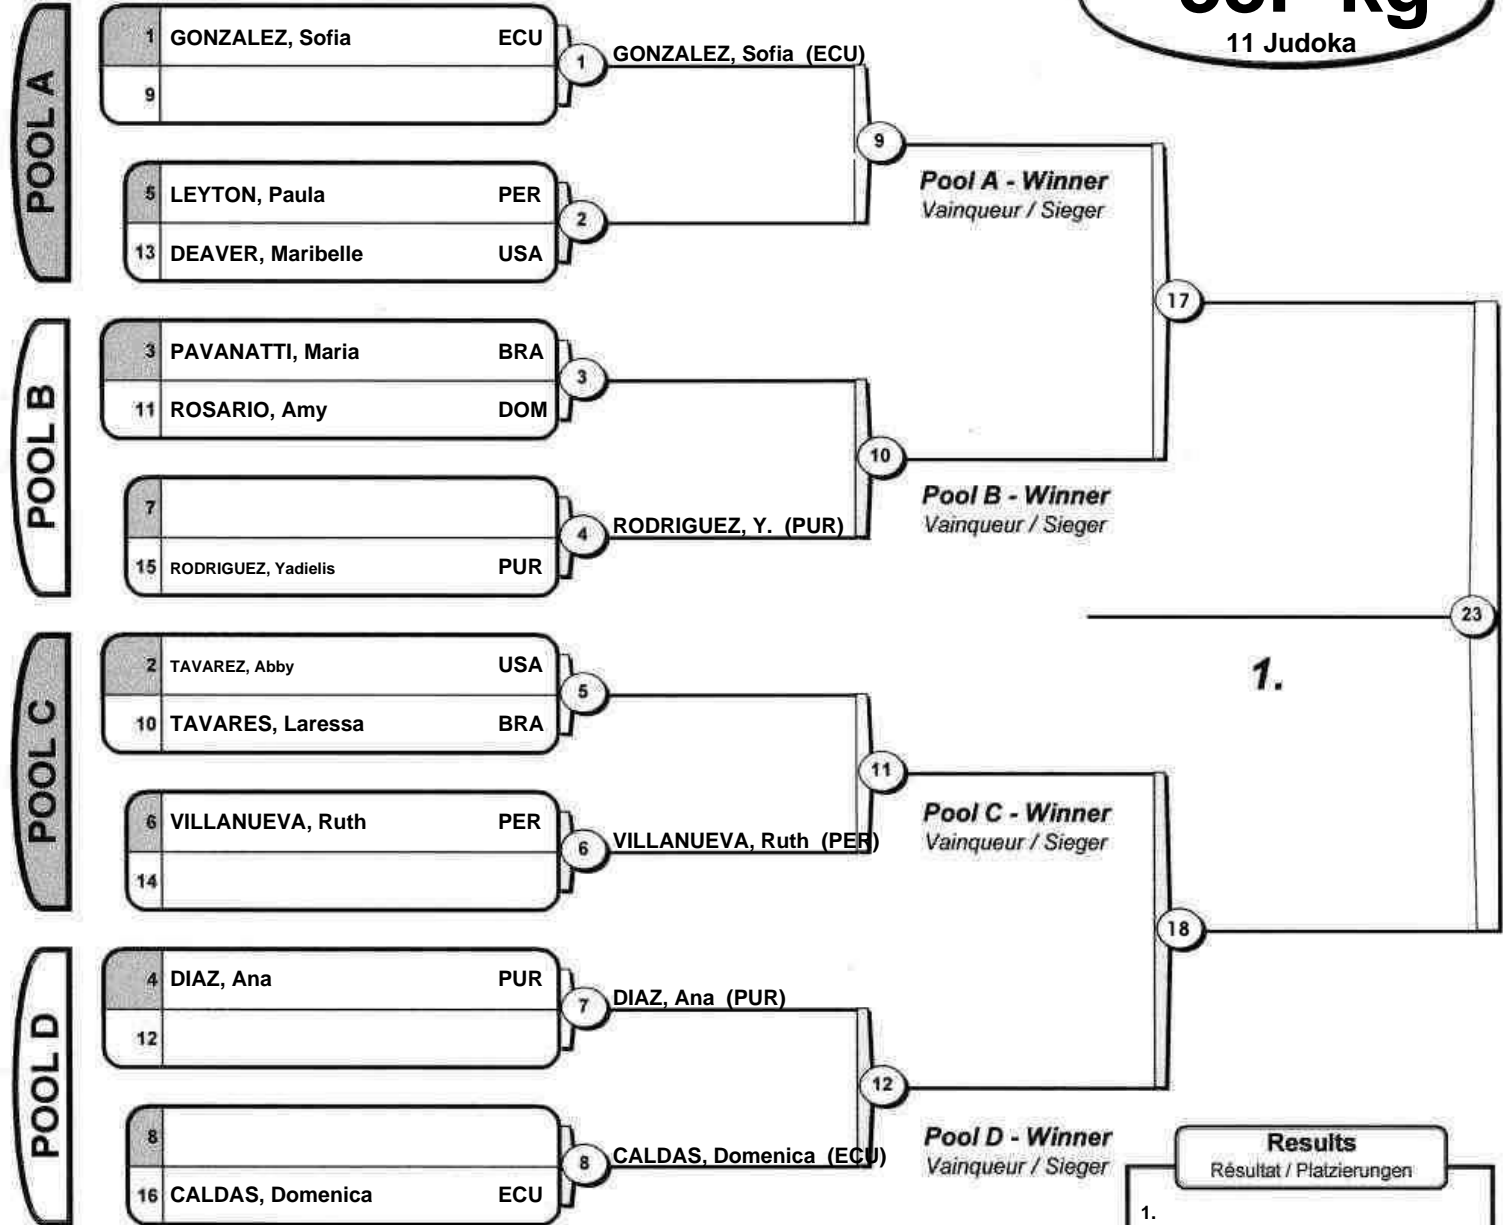 11 Judoka
POOL A
1 GONZALEZ, Sofia ECU
9
1
GONZALEZ, Sofia (ECU)
5 LEYTON, Paula PER
13 DEAVER, Maribelle USA
2
9
Pool A - Winner
Vainqueur / Sieger
POOL B
3 PAVANATTI, Maria BRA
11 ROSARIO, Amy DOM
3
7
15 RODRIGUEZ, Yadielis PUR
4
RODRIGUEZ, Y. (PUR)
10
Pool B - Winner
Vainqueur / Sieger
17
POOL C
2 TAVAREZ, Abby USA
10 TAVARES, Laressa BRA
5
6 VILLANUEVA, Ruth PER
14
6
VILLANUEVA, Ruth (PER)
11
Pool C - Winner
Vainqueur / Sieger
POOL D
4 DIAZ, Ana PUR
12
7
DIAZ, Ana (PUR)
8
16 CALDAS, Domenica ECU
8
CALDAS, Domenica (ECU)
12
Pool D - Winner
Vainqueur / Sieger
18
23
1.
Results
Résultat / Platzierungen
1.